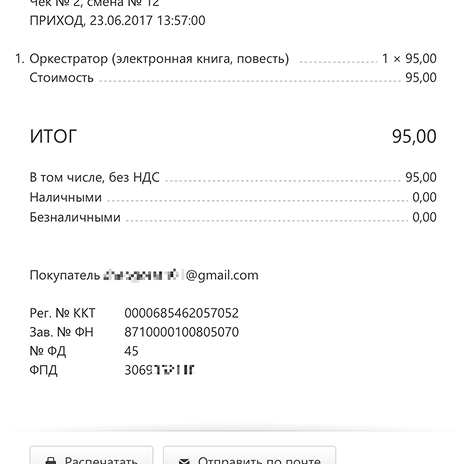 Чек № 2, смена № 12
ПРИХОД, 23.06.2017 13:57:00
1. Оркестратор (электронная книга, повесть) 1 × 95,00
Стоимость 95,00
ИТОГ 95,00
В том числе, без НДС 95,00
Наличными 0,00
Безналичными 0,00
Покупатель @gmail.com
Рег. № ККТ 0000685462057052
Зав. № ФН 8710000100805070
№ ФД 45
ФПД 3069
Распечатать Отправить по почте